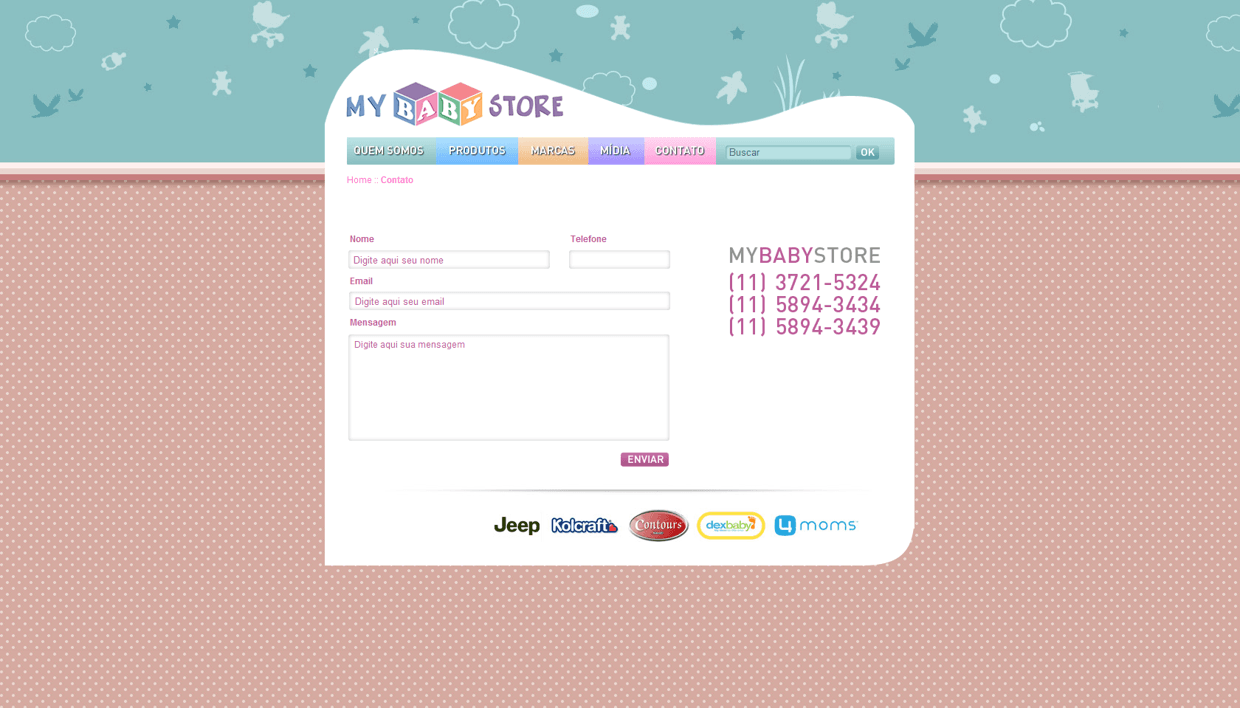 MY BABY STORE
QUEM SOMOS PRODUTOS MARCAS MÍDIA CONTATO Buscar OK
Home :: Contato
Nome Telefone
Digite aqui seu nome
Email
Digite aqui seu email
Mensagem
Digite aqui sua mensagem
ENVIAR
MYBABYSTORE
(11) 3721-5324
(11) 5894-3434
(11) 5894-3439
Jeep Kolcraft Contours dexbaby 4moms